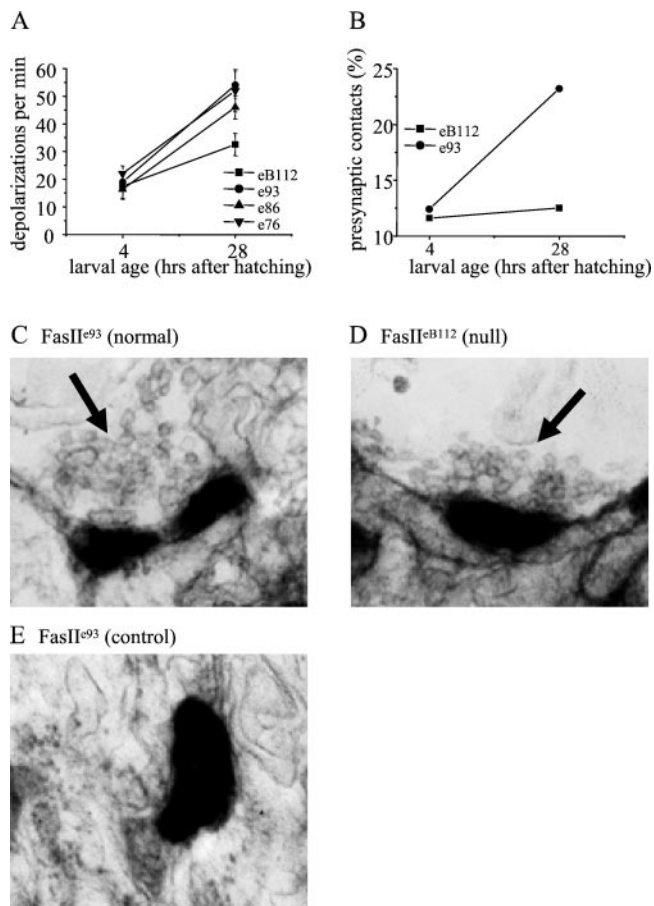 A
depolarizations per min
60
50
40
30
20
10
0
eB112
e93
e86
e76
4
28
larval age (hrs after hatching)
B
presynaptic contacts (%)
25
20
15
10
eB112
e93
4
28
larval age (hrs after hatching)
C FasIIe93 (normal)
D FasIIeB112 (null)
E FasIIe93 (control)